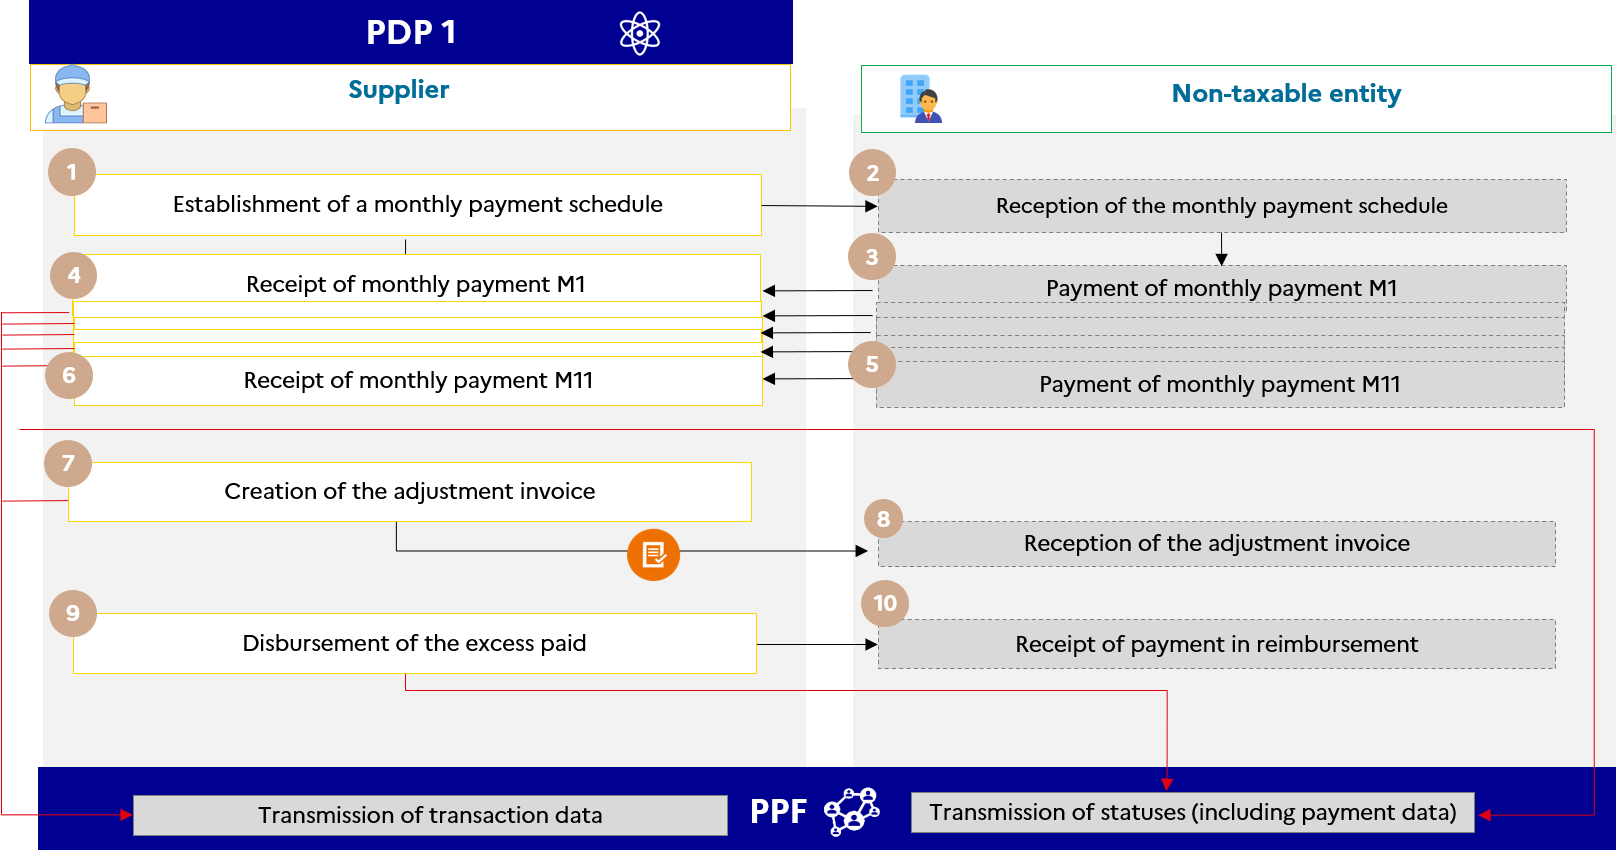 PDP 1
Supplier
Non-taxable entity
1
Establishment of a monthly payment schedule
2
Reception of the monthly payment schedule
4
Receipt of monthly payment M1
3
Payment of monthly payment M1
6
Receipt of monthly payment M11
5
Payment of monthly payment M11
7
Creation of the adjustment invoice
8
Reception of the adjustment invoice
9
Disbursement of the excess paid
10
Receipt of payment in reimbursement
Transmission of transaction data
PPF
Transmission of statuses (including payment data)